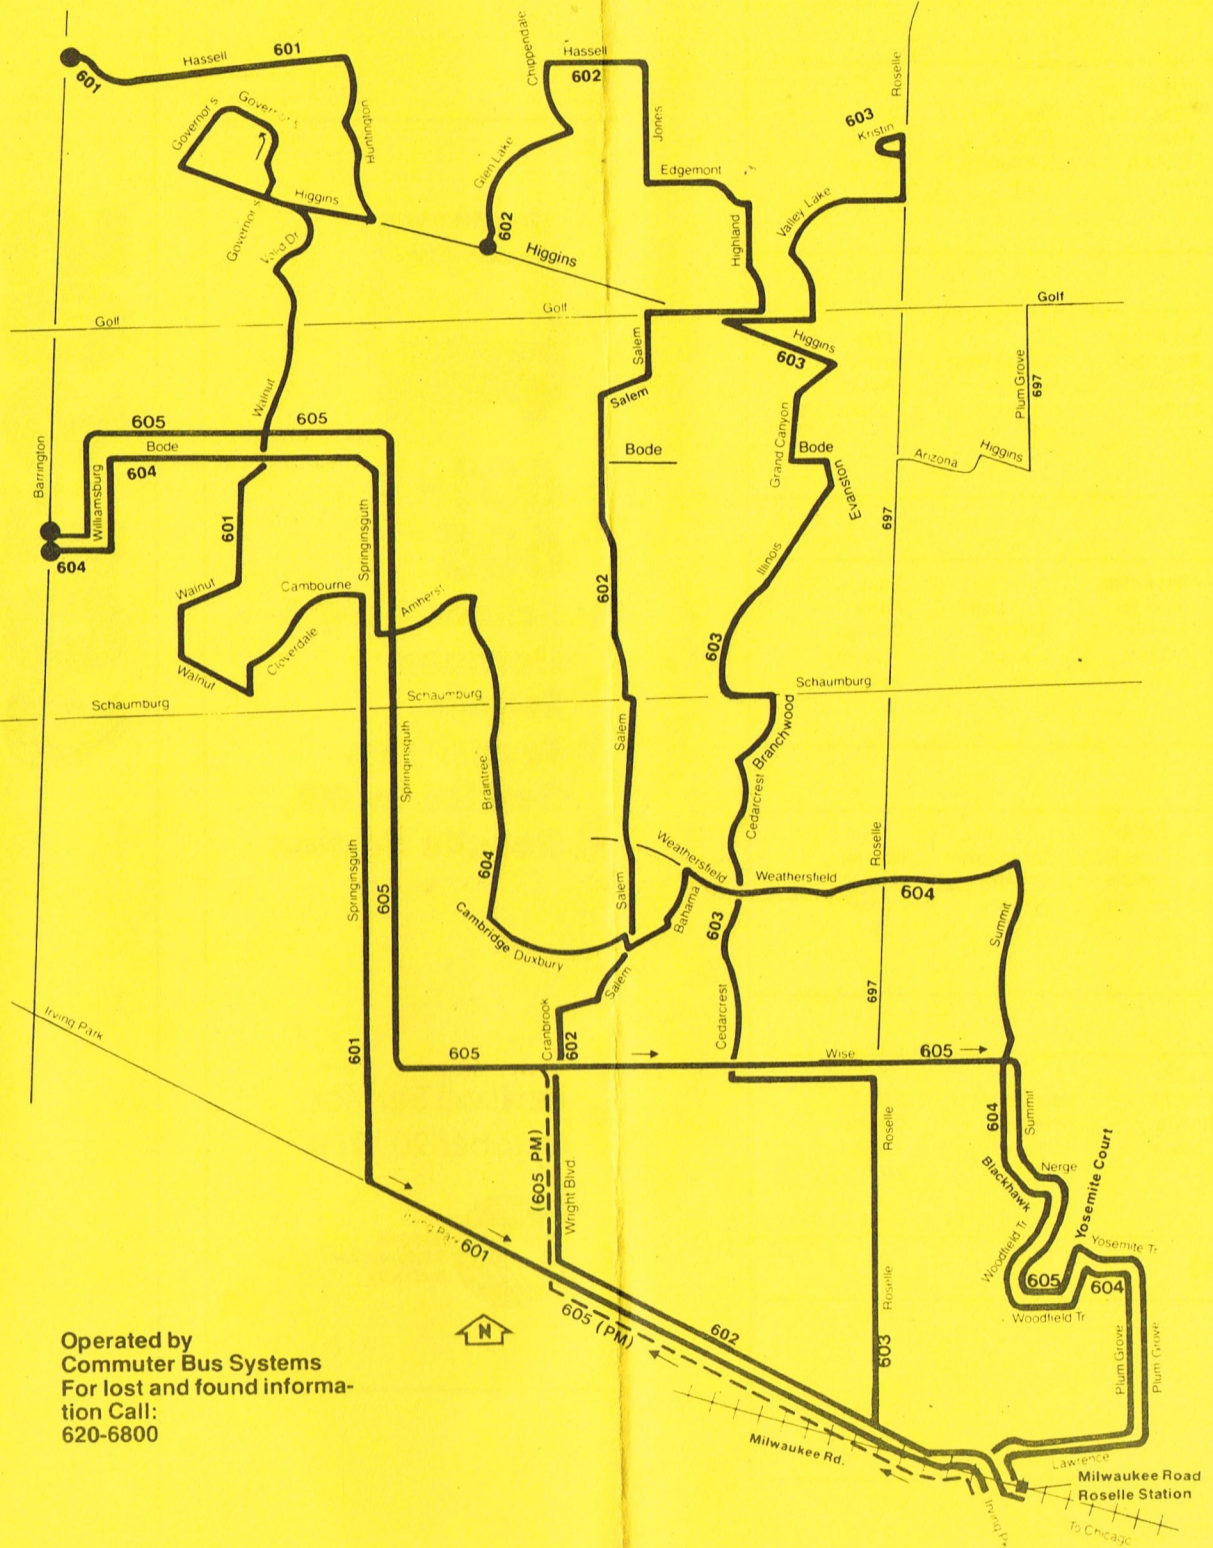 601
Hassell
601
Huntington
Governor's
Governor's
Higgins
Governor's
Valid Dr
Chippendale
Hassell
602
Jones
Glen Lake
602
Higgins
Edgemont
Highland
Roselle
603
Kristin
Valley Lake
Golf
Golf
Golf
Salem
Salem
Higgins
603
Plum Grove
697
Walnut
605
605
Bode
604
Williamsburg
Barrington
604
601
Springinsguth
Bode
Grand Canyon
Bode
Evanston
Arizona
Higgins
697
Illinois
Walnut
Cambourne
Amherst
602
Walnut
Cloverdale
603
Schaumburg
Schaumburg
Schaumburg
Springinsguth
Braintree
Salem
Branchwood
Cedarcrest
Roselle
Weathersfield
Weathersfield
604
Springinsguth
605
604
Salem
Bahama
603
Summit
Cambridge
Duxbury
Salem
Cedarcrest
697
Irving Park
601
605
Cranbrook
602
Wise
605
604
Summit
Roselle
(605 PM)
Wright Blvd.
Blackhawk
Nerge
Yosemite Court
Irving Park
601
Woodfield Tr
Yosemite Tr
605
604
Woodfield Tr
N
605 (PM)
602
Roselle
603
Plum Grove
Plum Grove
Operated by
Commuter Bus Systems
For lost and found informa-
tion Call:
620-6800
Milwaukee Rd.
Lawrence
Milwaukee Road
Roselle Station
To Chicago